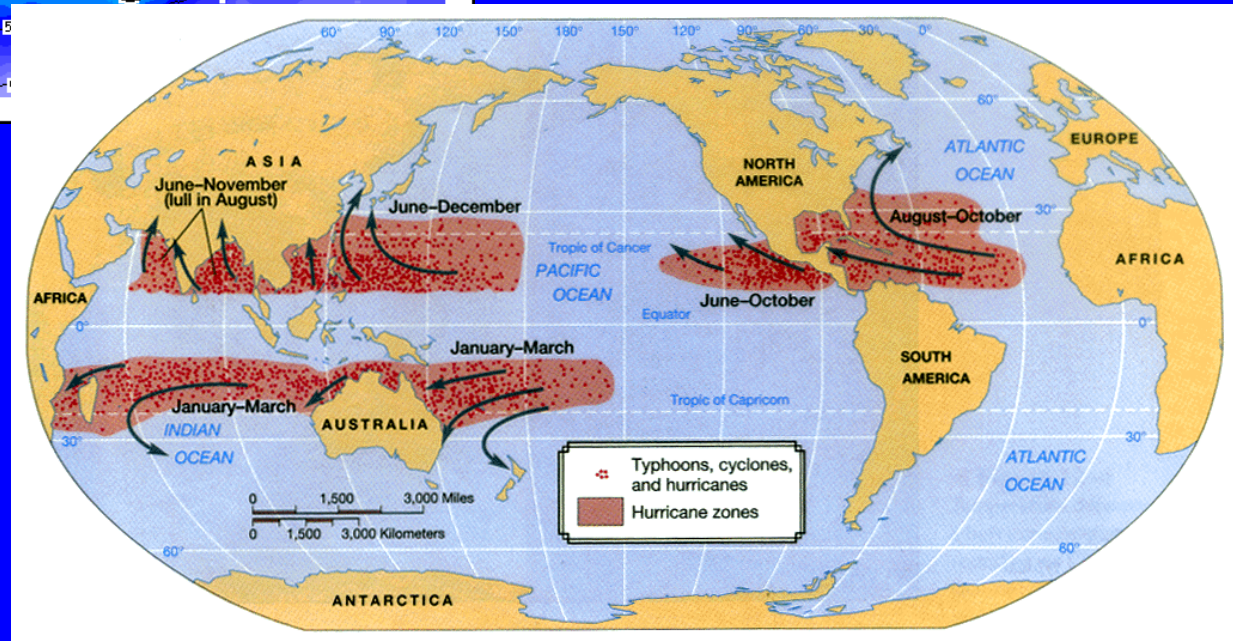 5
60°
90°
120°
150°
180°
150°
120°
90°
60°
60°
ATLANTIC
OCEAN
EUROPE
ASIA
NORTH
AMERICA
June–November
(lull in August)
June–December
August–October
30°
Tropic of Cancer
PACIFIC
OCEAN
AFRICA
AFRICA
June–October
Equator
0°
0°
January–March
SOUTH
AMERICA
January–March
Tropic of Capricorn
AUSTRALIA
INDIAN
OCEAN
30°
30°
ATLANTIC
OCEAN
Typhoons, cyclones,
and hurricanes
Hurricane zones
0 1,500 3,000 Miles
0 1,500 3,000 Kilometers
60°
60°
ANTARCTICA